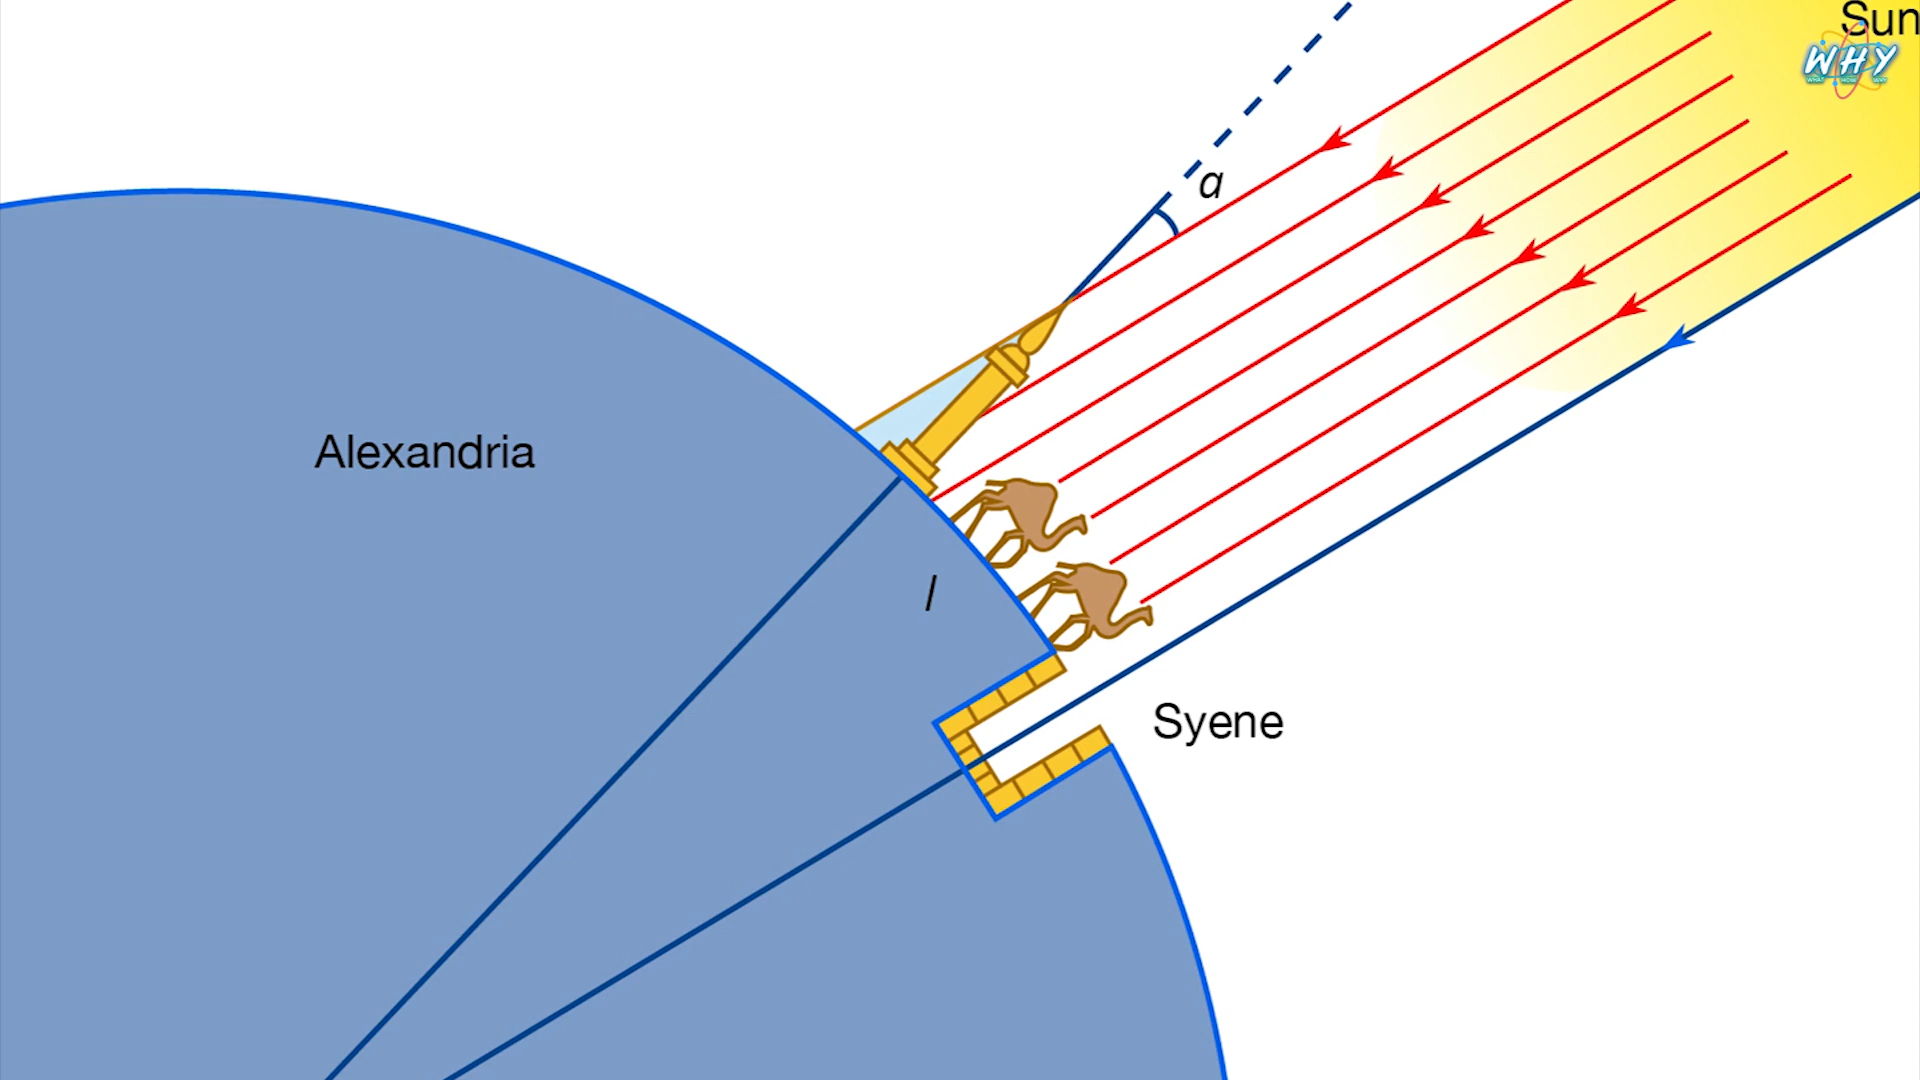 Sun
WHY
α
Alexandria
l
Syene